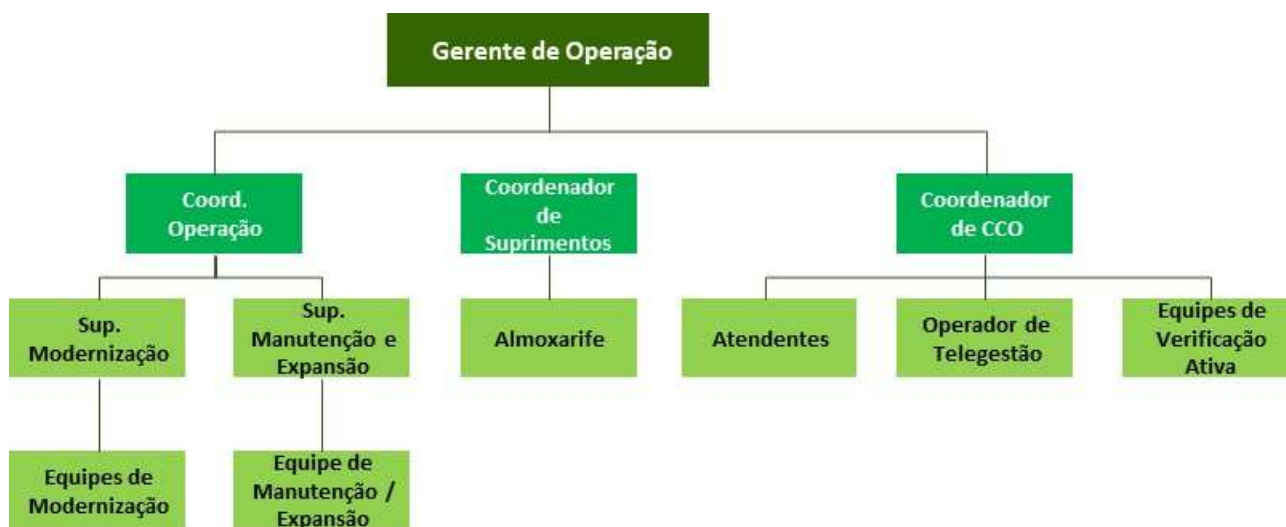 Gerente de Operação
Coord.
Operação
Coordenador
de
Suprimentos
Coordenador
de CCO
Sup.
Modernização
Sup.
Manutenção e
Expansão
Almoxarife
Atendentes
Operador de
Telegestão
Equipes de
Verificação
Ativa
Equipes de
Modernização
Equipe de
Manutenção /
Expansão